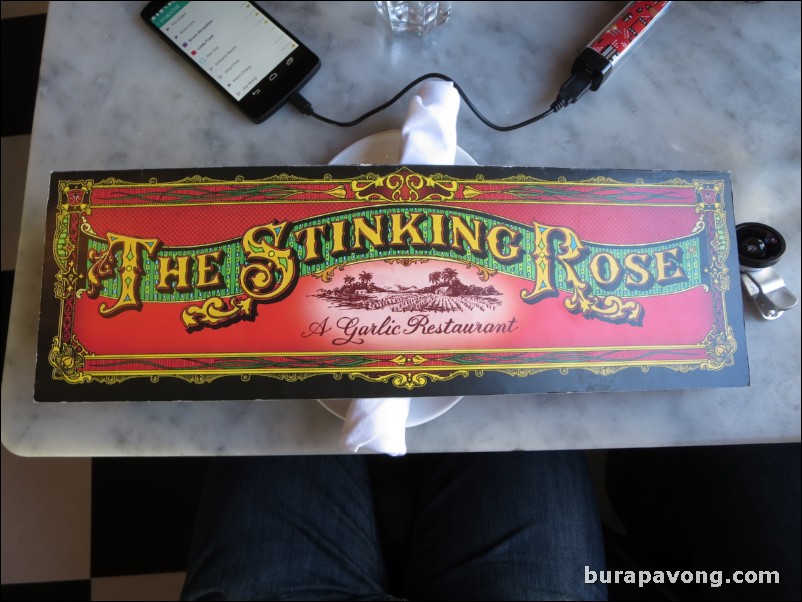 THE STINKING ROSE
A Garlic Restaurant
burapavong.com